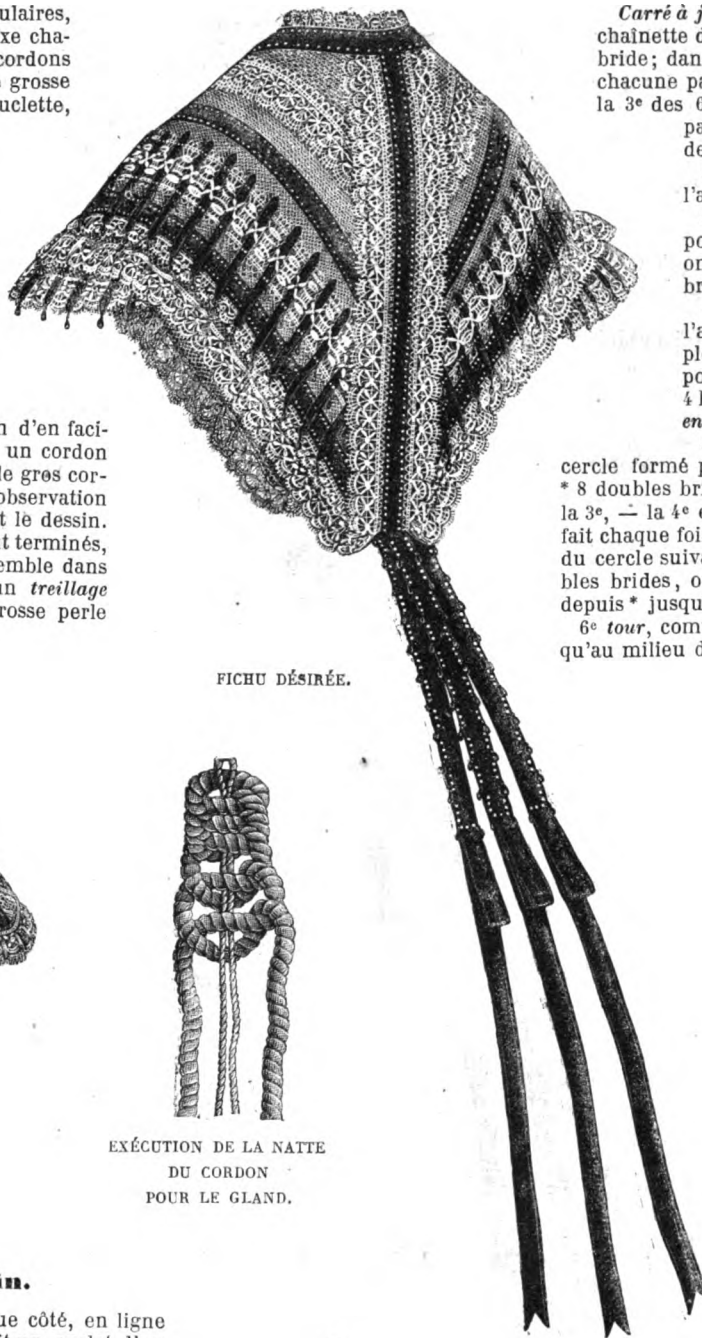 ulaires,
xe cha-
cordons
grosse
uclette,
n d'en faci-
un cordon
le gros cor-
observation
t le dessin.
t terminés,
emble dans
un treillage
rosse perle
FICHU DÉSIRÉE.
EXÉCUTION DE LA NATTE
DU CORDON
POUR LE GLAND.
in.
ue côté, en ligne
Carré à j
chaînette d
bride; dan
chacune pa
la 3e des 6
pa
de
l'a
po
on
br
l'a
pl
po
4 
en
cercle formé p
* 8 doubles bri
la 3e, — la 4e e
fait chaque foi
du cercle suiva
bles brides, o
depuis * jusqu
6e tour, com
qu'au milieu d